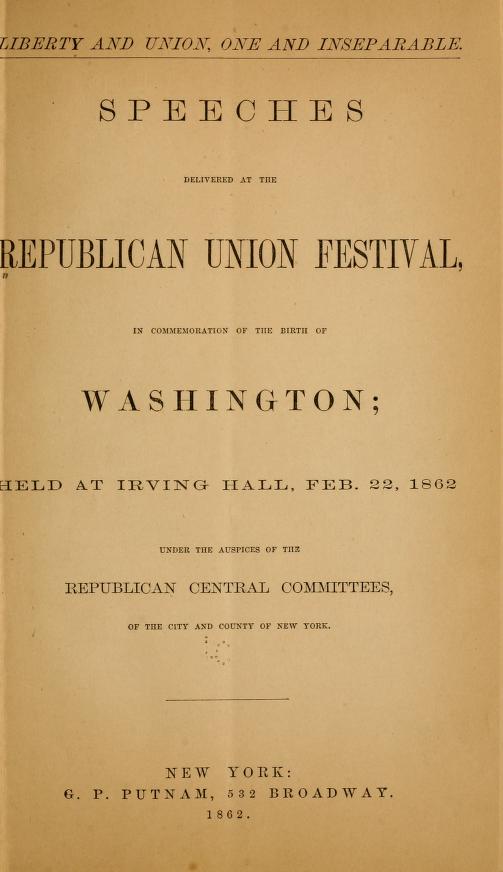 LIBERTY AND UNION, ONE AND INSEPARABLE.
SPEECHES
DELIVERED AT THE
REPUBLICAN UNION FESTIVAL,
IN COMMEMORATION OF THE BIRTH OF
WASHINGTON;
HELD AT IRVING HALL, FEB. 22, 1862
UNDER THE AUSPICES OF THE
REPUBLICAN CENTRAL COMMITTEES,
OF THE CITY AND COUNTY OF NEW YORK.
NEW YORK:
G. P. PUTNAM, 532 BROADWAY.
1862.